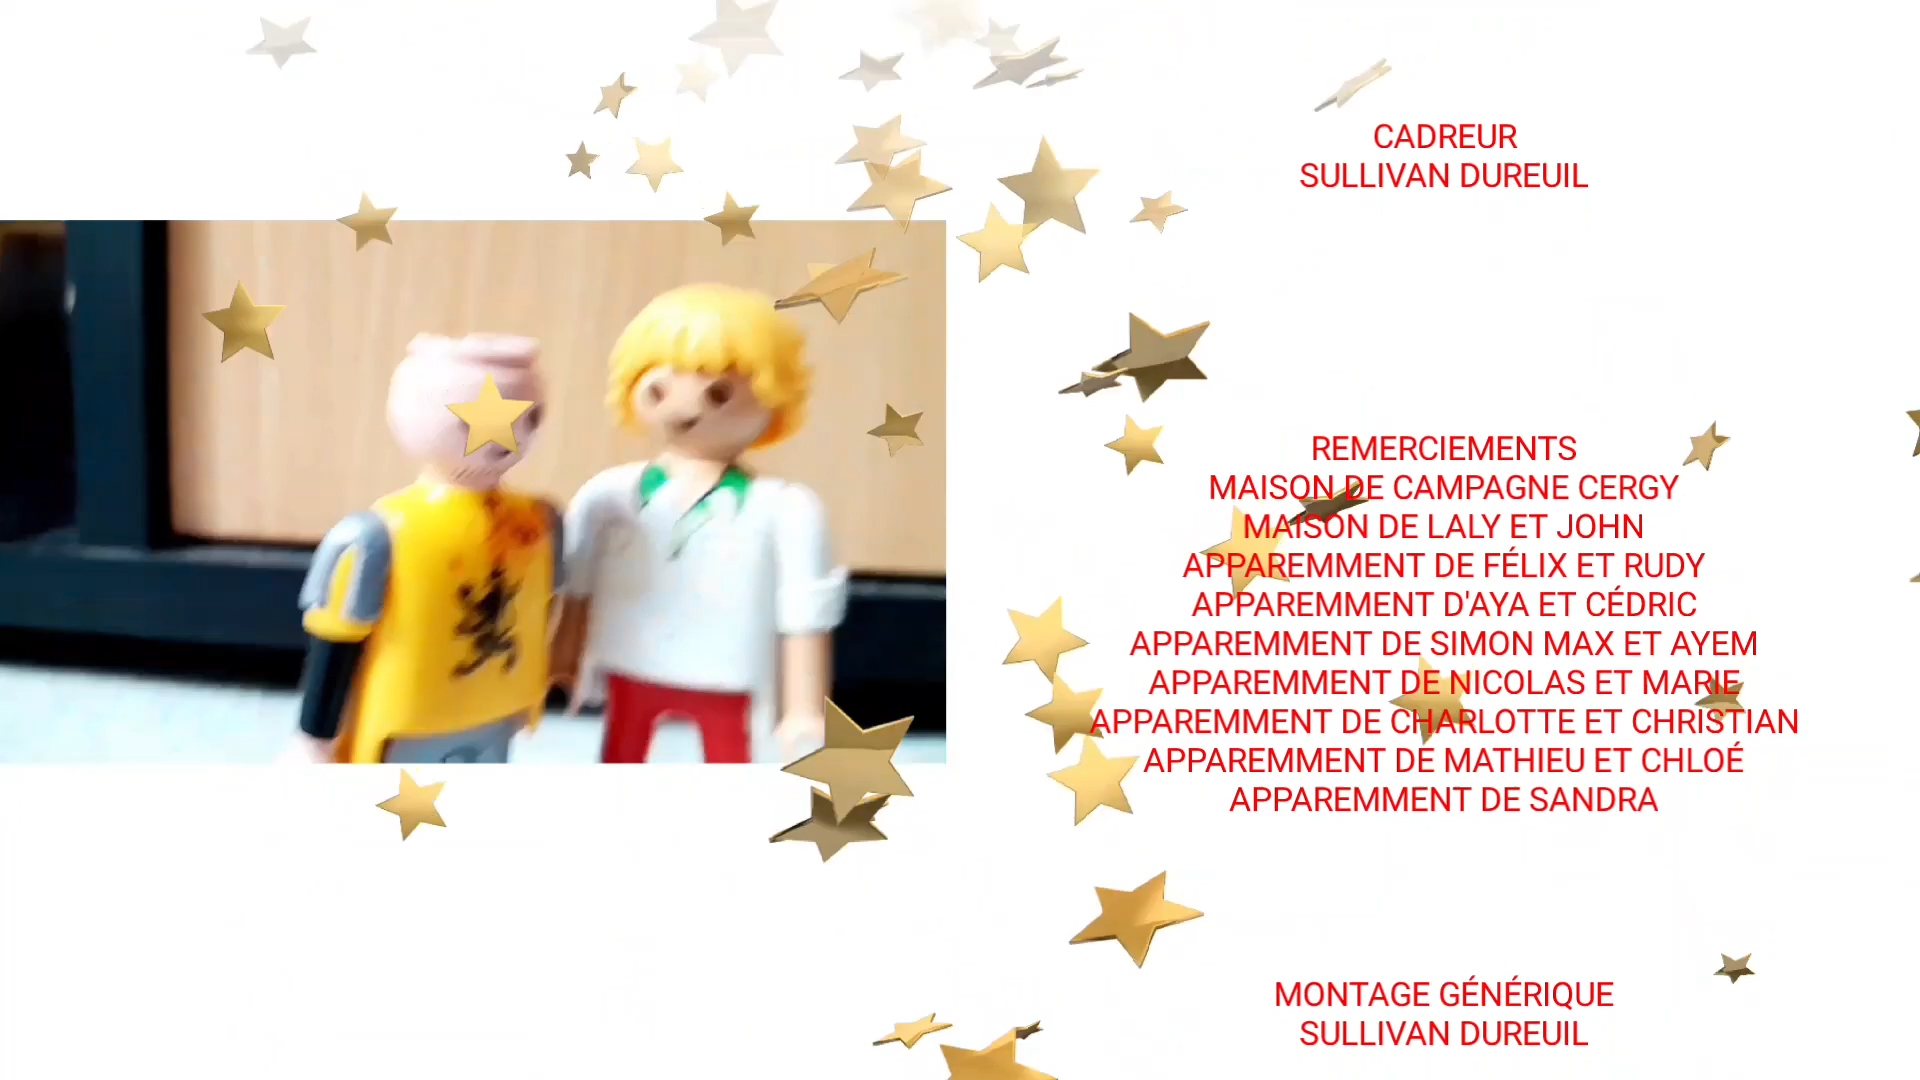 CADREUR
SULLIVAN DUREUIL
REMERCIEMENTS
MAISON DE CAMPAGNE CERGY
MAISON DE LALY ET JOHN
APPAREMMENT DE FÉLIX ET RUDY
APPAREMMENT D'AYA ET CÉDRIC
APPAREMMENT DE SIMON MAX ET AYEM
APPAREMMENT DE NICOLAS ET MARIE
APPAREMMENT DE CHARLOTTE ET CHRISTIAN
APPAREMMENT DE MATHIEU ET CHLOÉ
APPAREMMENT DE SANDRA
MONTAGE GÉNÉRIQUE
SULLIVAN DUREUIL